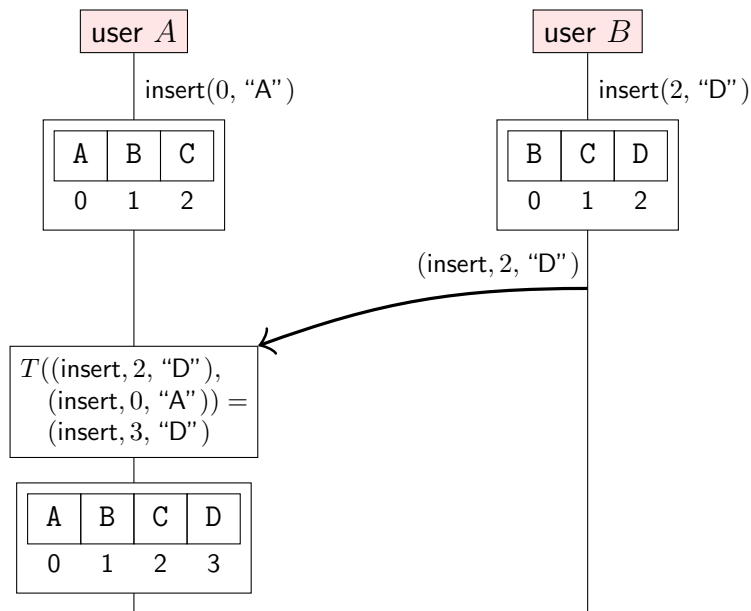 user A
user B
insert(0, “A”)
insert(2, “D”)
A B C
0 1 2
B C D
0 1 2
(insert, 2, “D”)
T((insert, 2, “D”),
(insert, 0, “A”)) =
(insert, 3, “D”)
A B C D
0 1 2 3